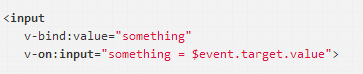 <input
v-bind:value="something"
v-on:input="something = $event.target.value">